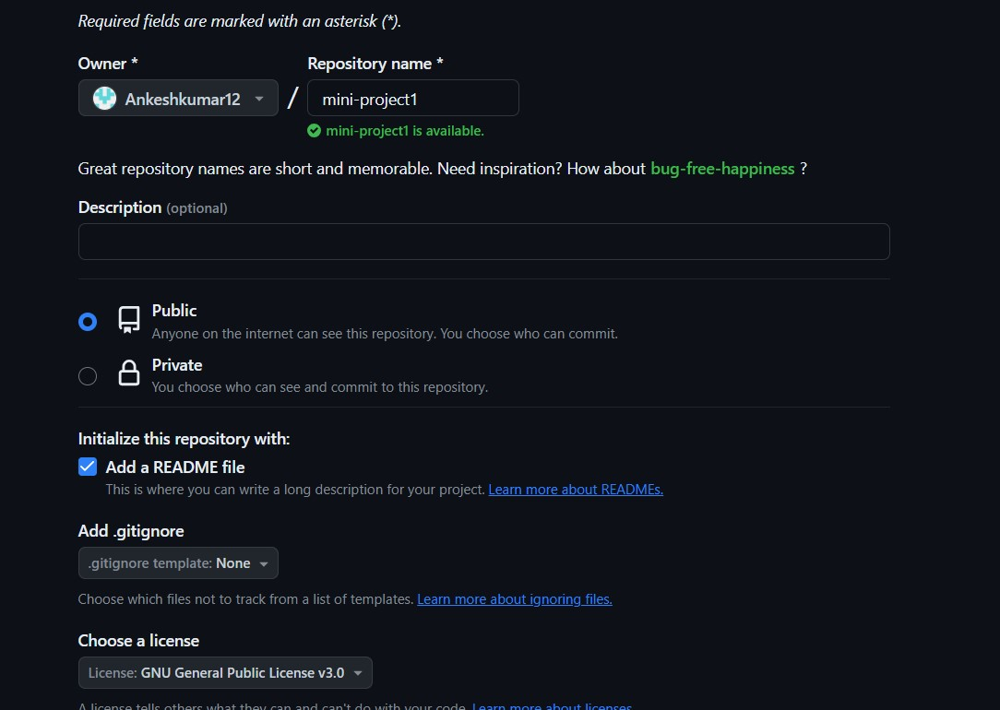 Required fields are marked with an asterisk (*).
Owner *
Repository name *
Ankeshkumar12
/
mini-project1
mini-project1 is available.
Great repository names are short and memorable. Need inspiration? How about bug-free-happiness ?
Description (optional)
Public
Anyone on the internet can see this repository. You choose who can commit.
Private
You choose who can see and commit to this repository.
Initialize this repository with:
Add a README file
This is where you can write a long description for your project. Learn more about READMEs.
Add .gitignore
.gitignore template: None
Choose which files not to track from a list of templates. Learn more about ignoring files.
Choose a license
License: GNU General Public License v3.0
A license tells others what they can and can't do with your code. Learn more about licenses.